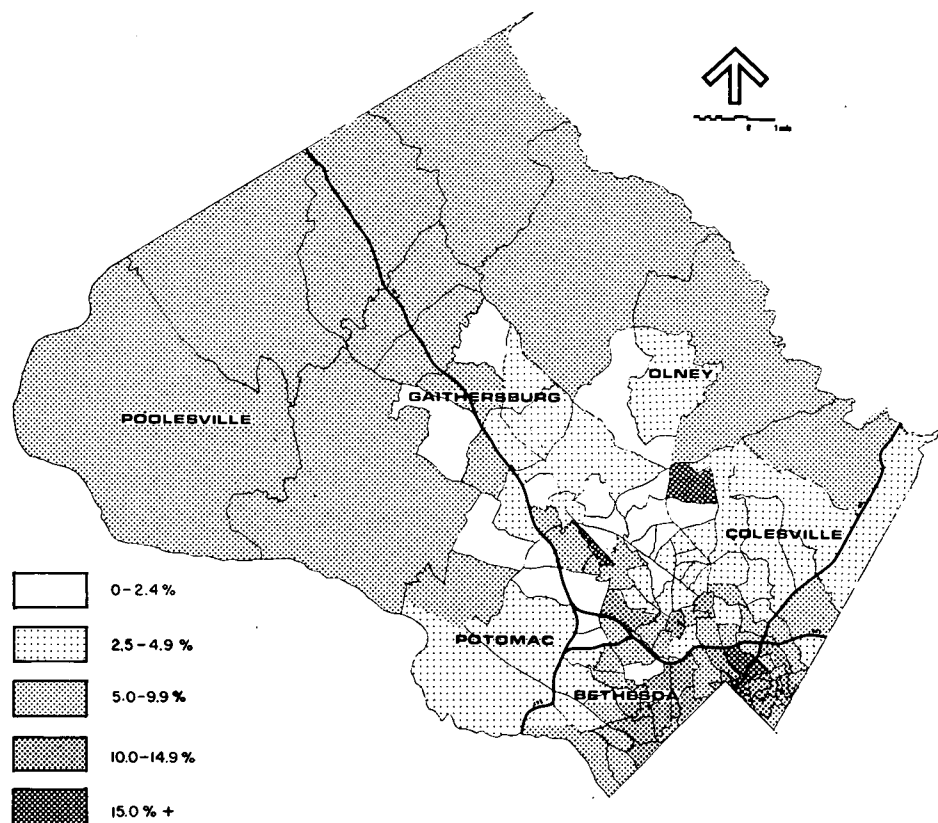 OLNEY
GAITHERSBURG
POOLESVILLE
COLESVILLE
POTOMAC
BETHESDA
0-2.4 %
2.5-4.9 %
5.0-9.9 %
10.0-14.9 %
15.0 % +